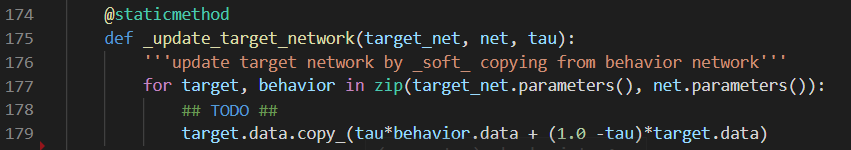 174 @staticmethod
175 def _update_target_network(target_net, net, tau):
176 '''update target network by _soft_ copying from behavior network'''
177 for target, behavior in zip(target_net.parameters(), net.parameters()):
178 ## TODO ##
179 target.data.copy_(tau*behavior.data + (1.0 -tau)*target.data)